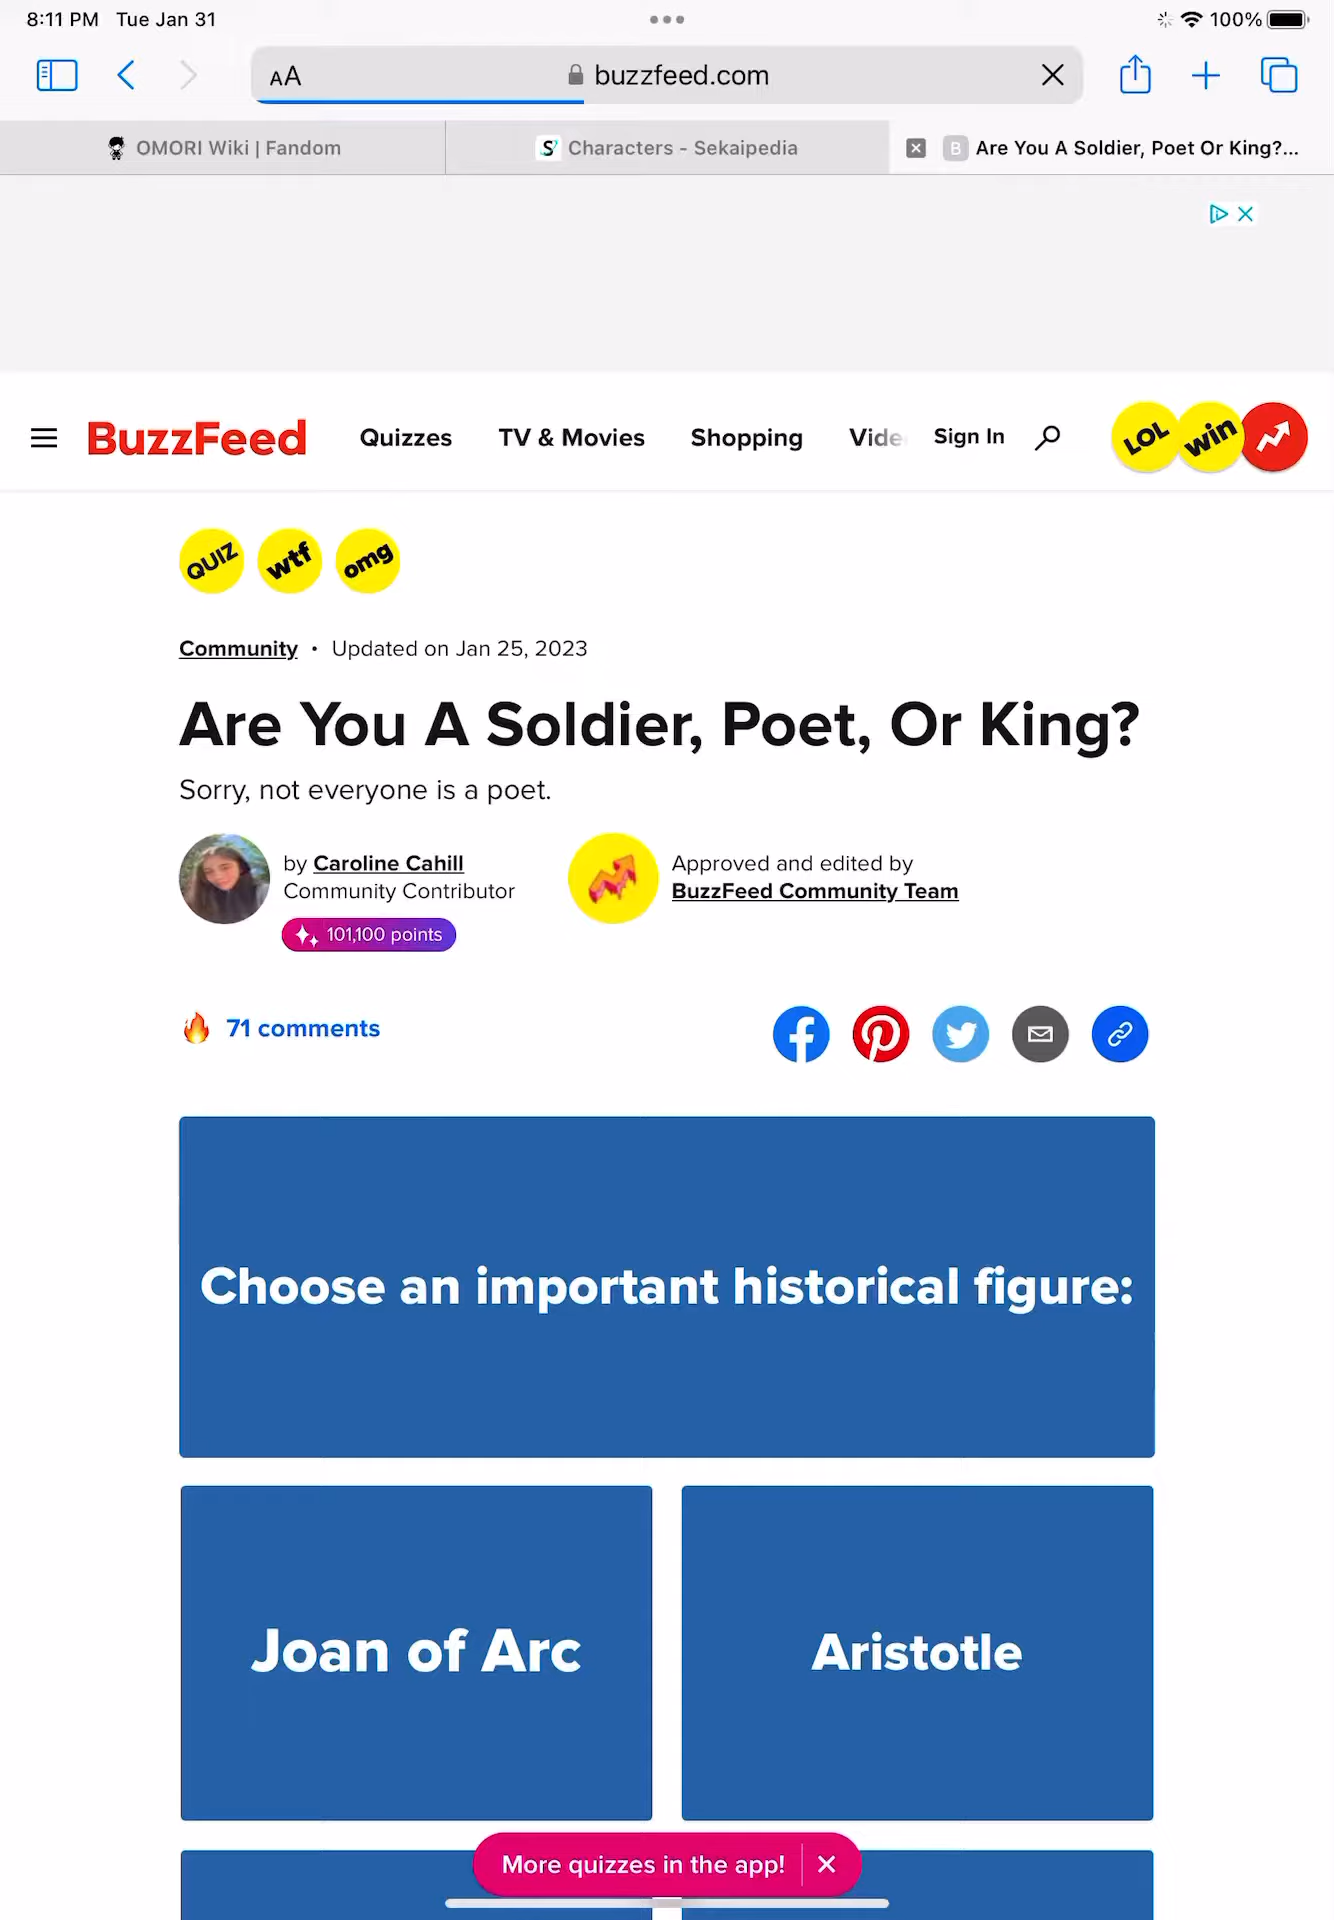 8:11 PM Tue Jan 31
100%
AA
buzzfeed.com
OMORI Wiki | Fandom
S Characters - Sekaipedia
B Are You A Soldier, Poet Or King?...
BuzzFeed Quizzes TV & Movies Shopping Vide Sign In LOL win
QUIZ wtf omg
Community • Updated on Jan 25, 2023
Are You A Soldier, Poet, Or King?
Sorry, not everyone is a poet.
by Caroline Cahill
Community Contributor
101,100 points
Approved and edited by
BuzzFeed Community Team
71 comments
Choose an important historical figure:
Joan of Arc
Aristotle
More quizzes in the app!